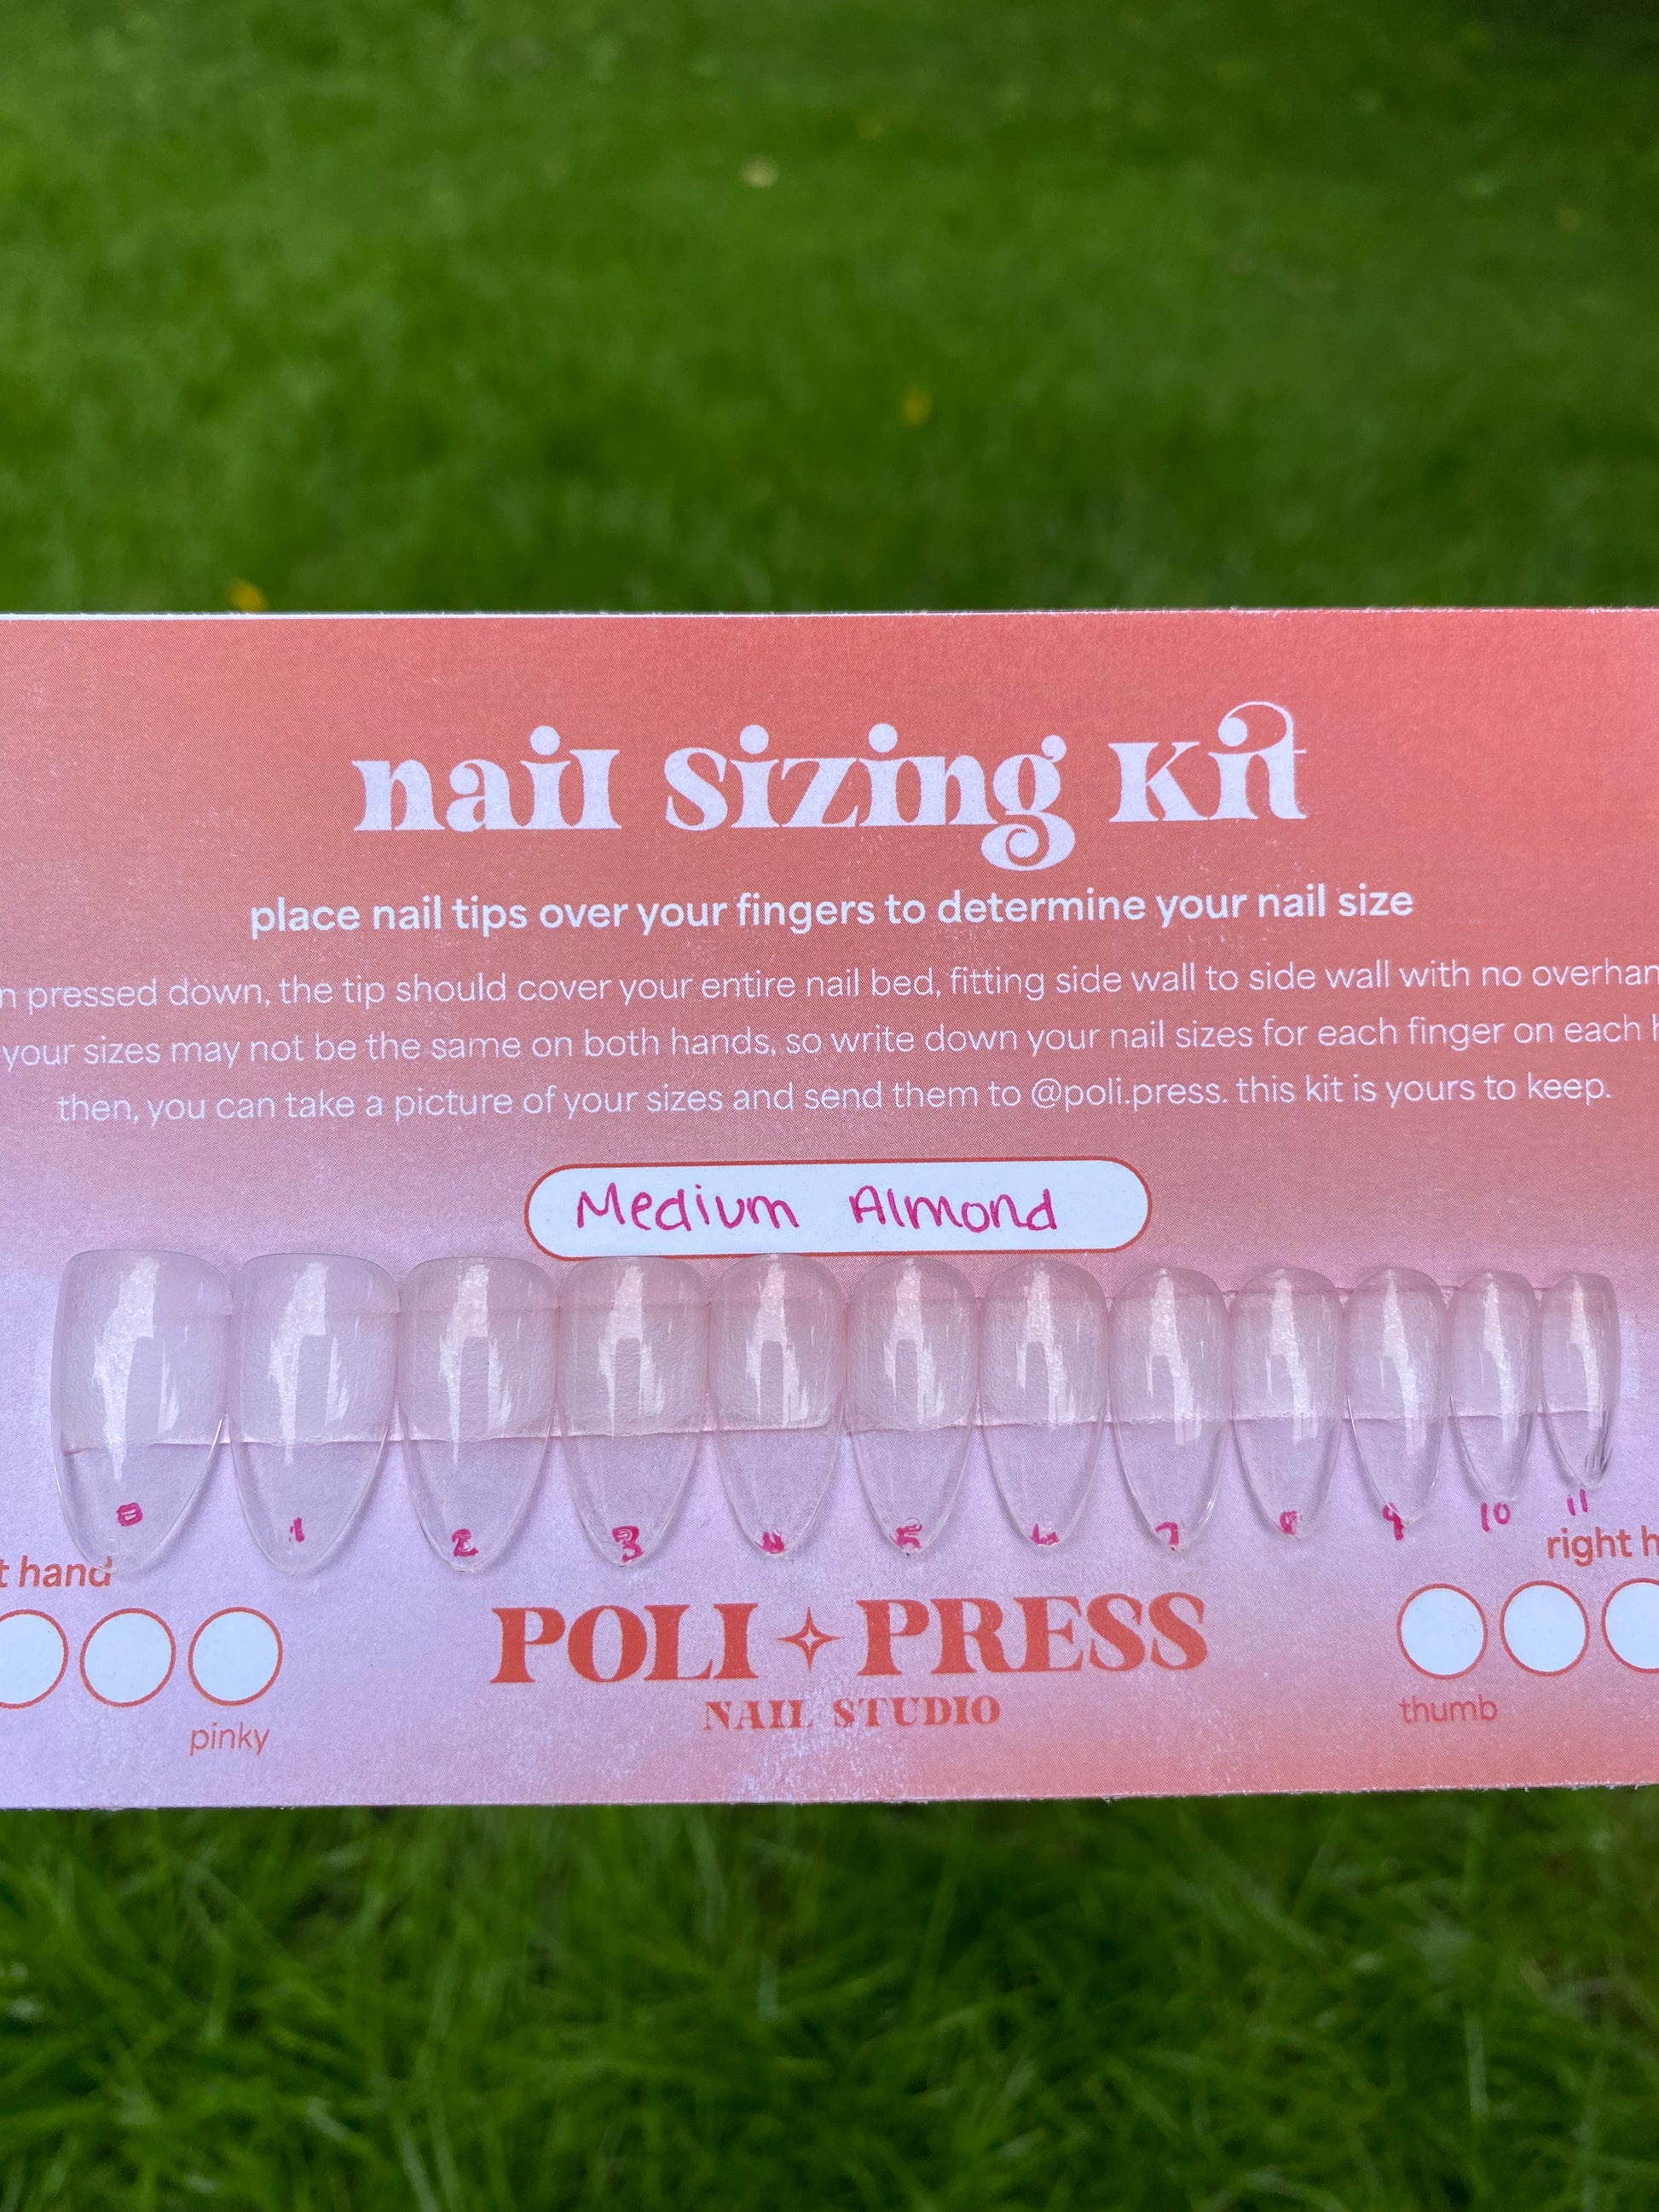 nail sizing kit
place nail tips over your fingers to determine your nail size
n pressed down, the tip should cover your entire nail bed, fitting side wall to side wall with no overhan
your sizes may not be the same on both hands, so write down your nail sizes for each finger on each h
then, you can take a picture of your sizes and send them to @poli.press. this kit is yours to keep.
Medium Almond
0 1 2 3 4 5 6 7 8 9 10 11
t hand
right h
POLI PRESS
NAIL STUDIO
pinky
thumb